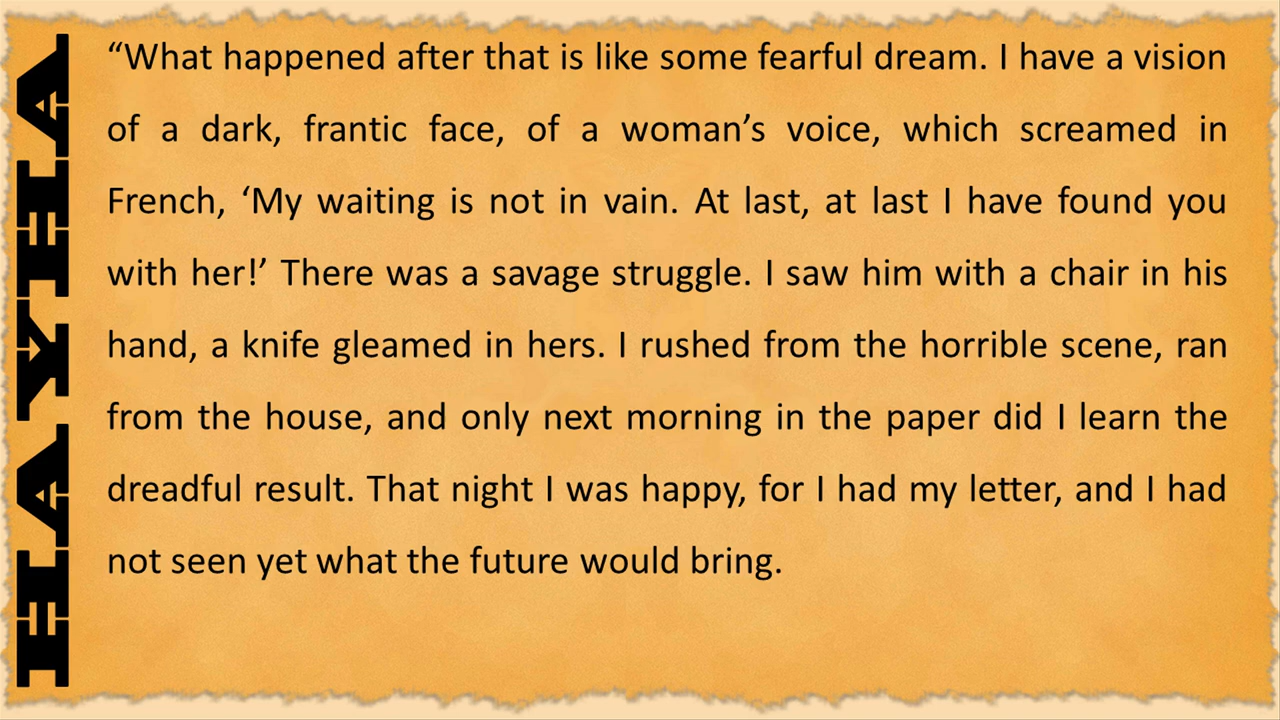 HAYHA
“What happened after that is like some fearful dream. I have a vision
of a dark, frantic face, of a woman’s voice, which screamed in
French, ‘My waiting is not in vain. At last, at last I have found you
with her!’ There was a savage struggle. I saw him with a chair in his
hand, a knife gleamed in hers. I rushed from the horrible scene, ran
from the house, and only next morning in the paper did I learn the
dreadful result. That night I was happy, for I had my letter, and I had
not seen yet what the future would bring.